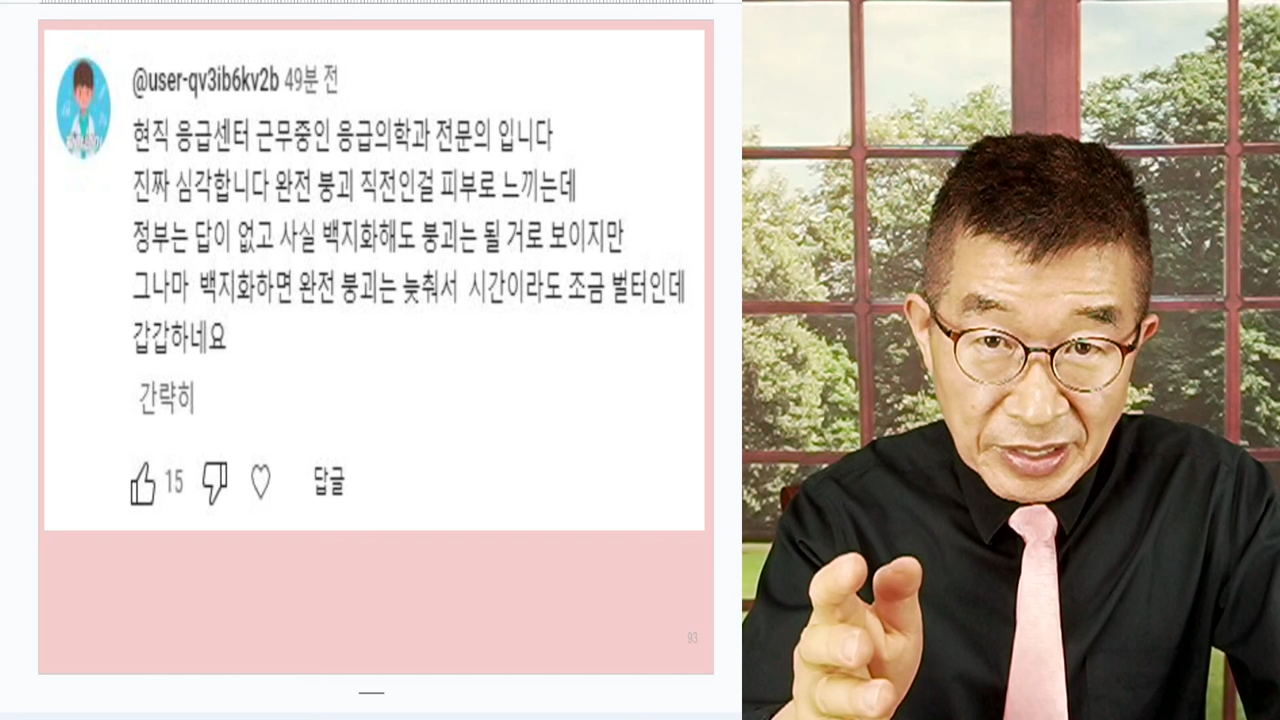 @user-qv3ib6kv2b 49분 전
현직 응급센터 근무중인 응급의학과 전문의 입니다
진짜 심각합니다 완전 붕괴 직전인걸 피부로 느끼는데
정부는 답이 없고 사실 백지화해도 붕괴는 될 거로 보이지만
그나마 백지화하면 완전 붕괴는 늦춰서 시간이라도 조금 벌터인데
갑갑하네요
간략히
15 답글
93